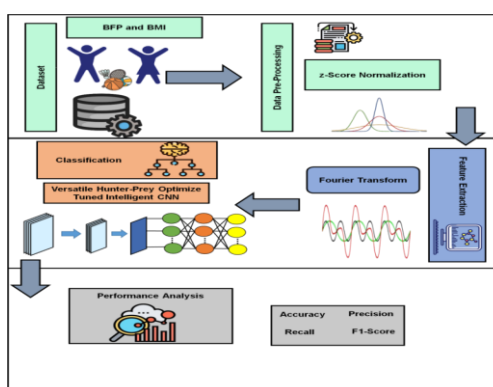 BFP and BMI
Dataset
Data Pre-Processing
z-Score Normalization
Classification
Versatile Hunter-Prey Optimize
Tuned Intelligent CNN
Fourier Transform
Feature Extraction
Performance Analysis
Accuracy Precision
Recall F1-Score